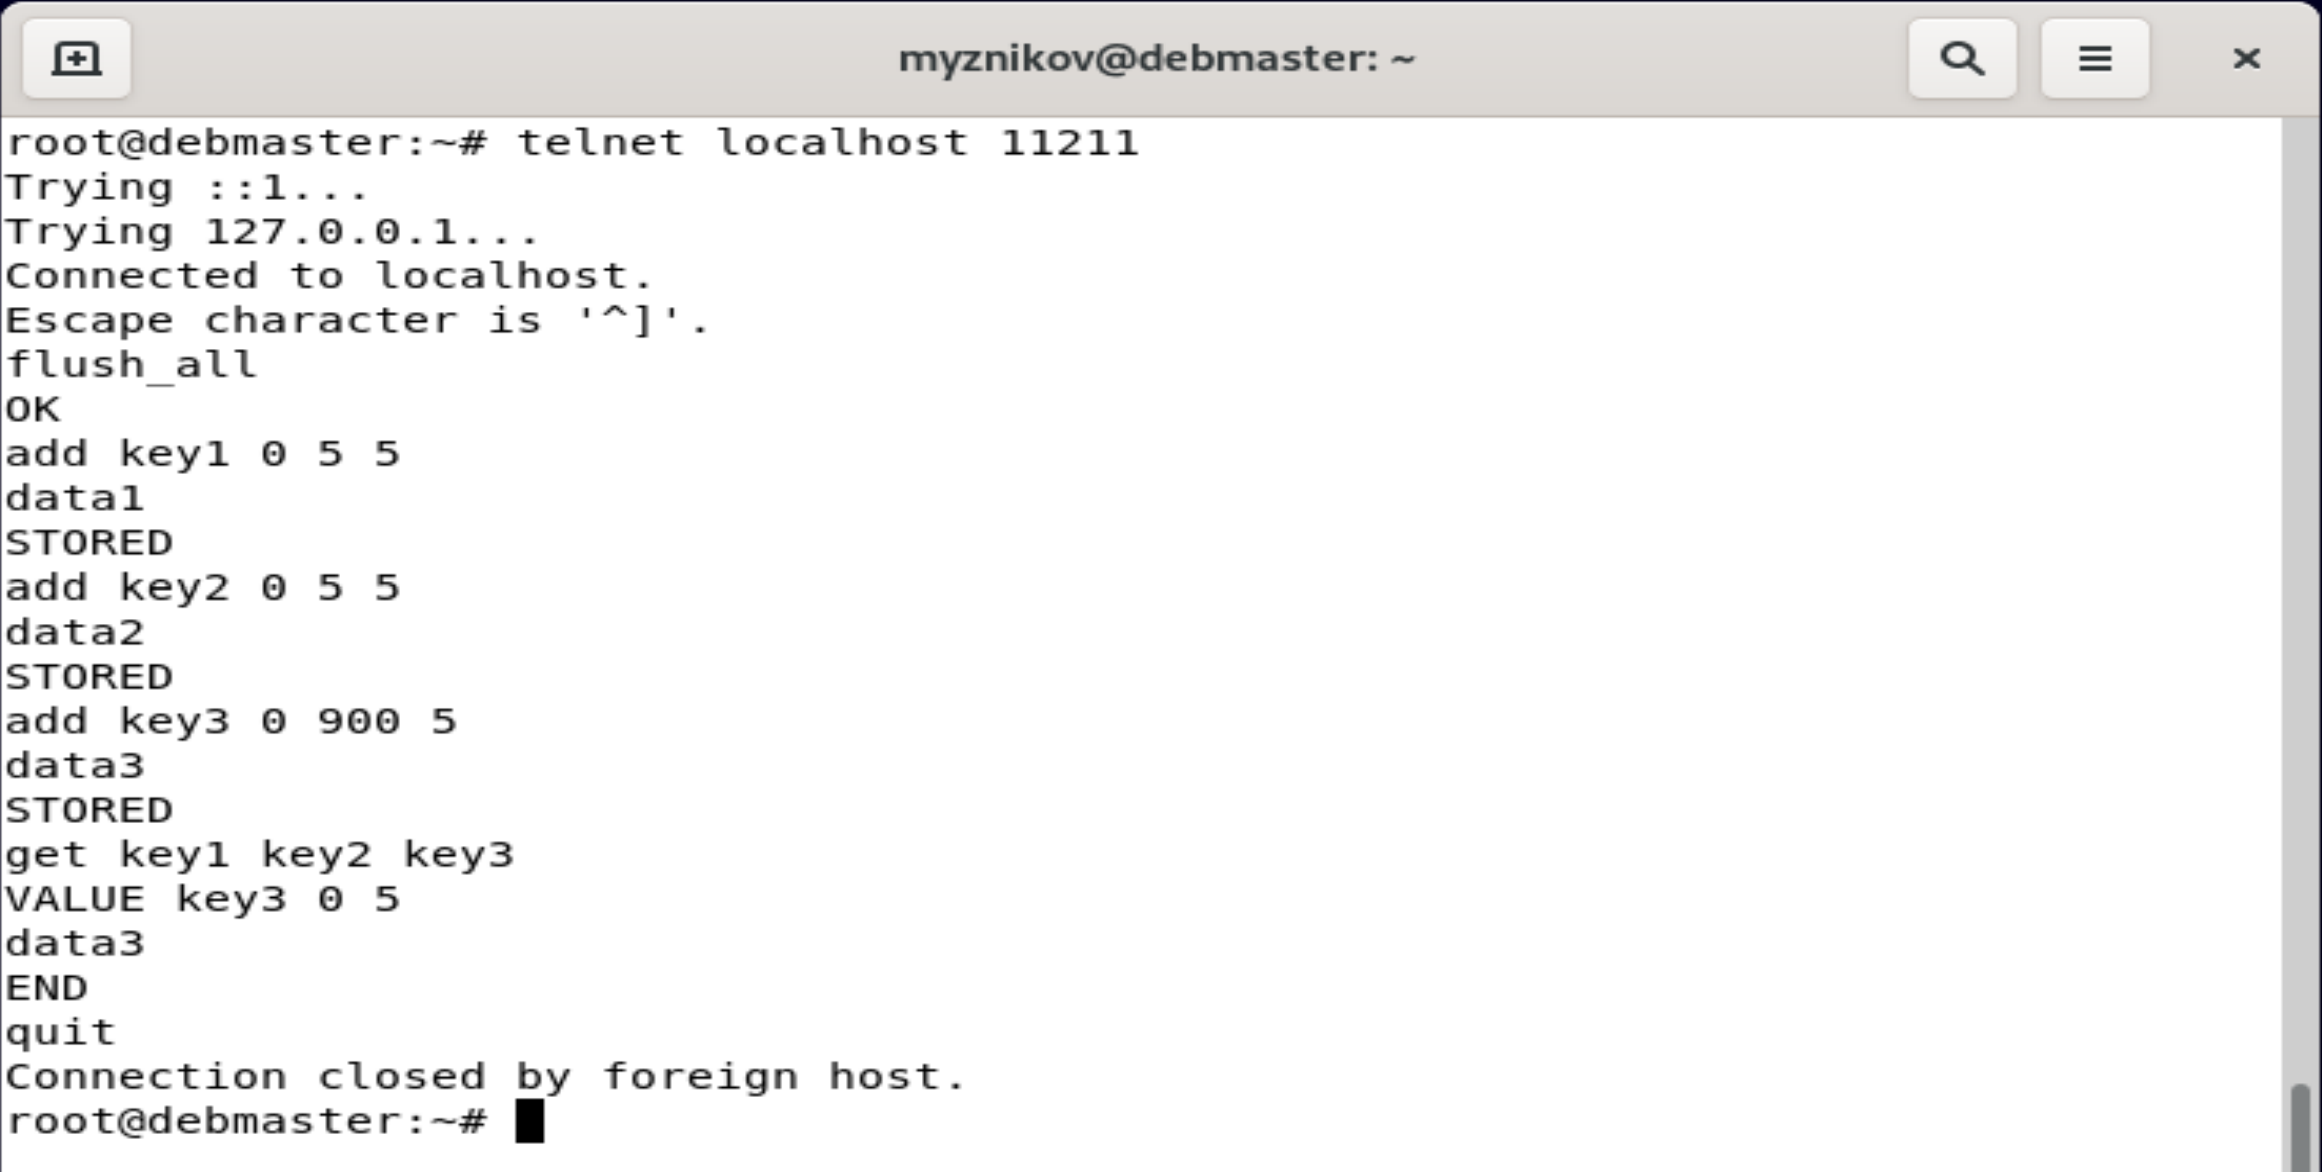 myznikov@debmaster: ~
root@debmaster:~# telnet localhost 11211
Trying ::1...
Trying 127.0.0.1...
Connected to localhost.
Escape character is '^]'.
flush_all
OK
add key1 0 5 5
data1
STORED
add key2 0 5 5
data2
STORED
add key3 0 900 5
data3
STORED
get key1 key2 key3
VALUE key3 0 5
data3
END
quit
Connection closed by foreign host.
root@debmaster:~#